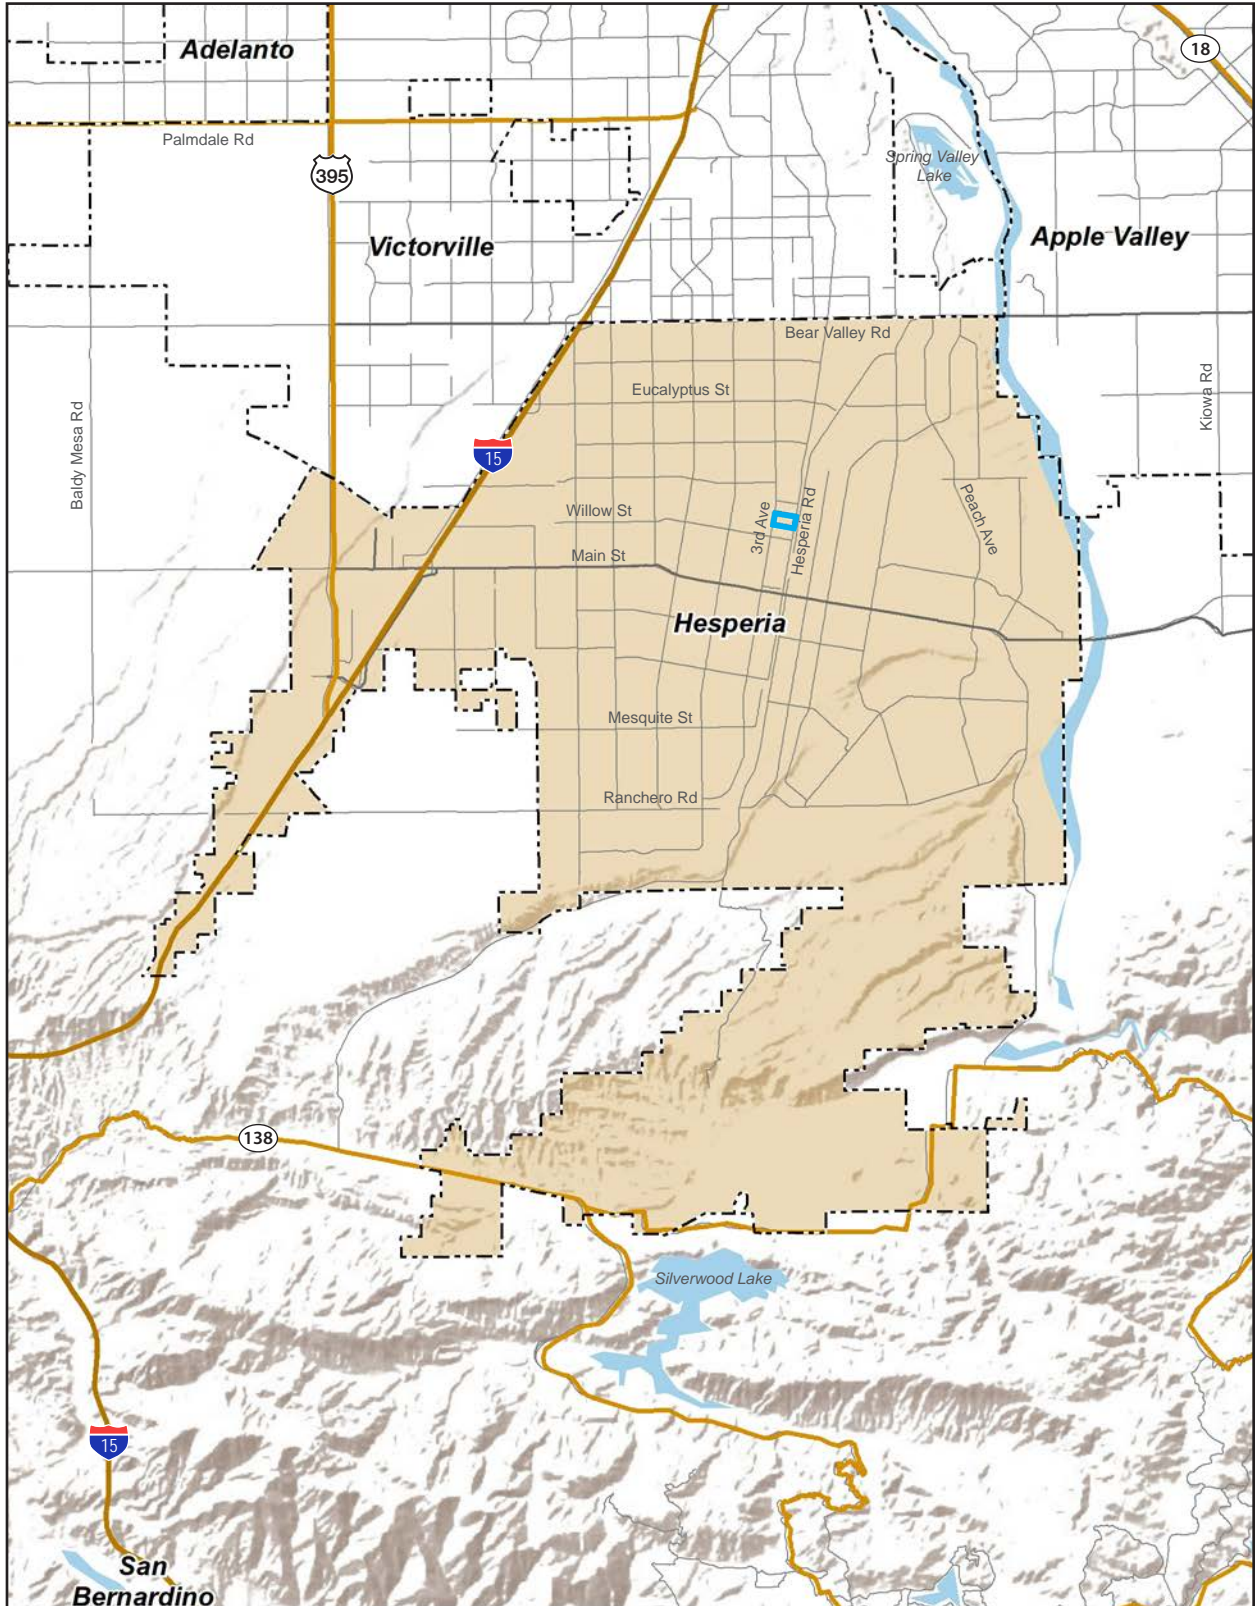 Adelanto
18
Palmdale Rd
395
Spring Valley
Lake
Victorville
Apple Valley
Bear Valley Rd
Eucalyptus St
Kiowa Rd
Baldy Mesa Rd
15
Willow St
3rd Ave
Hesperia Rd
Peach Ave
Main St
Hesperia
Mesquite St
Ranchero Rd
138
Silverwood Lake
15
San
Bernardino